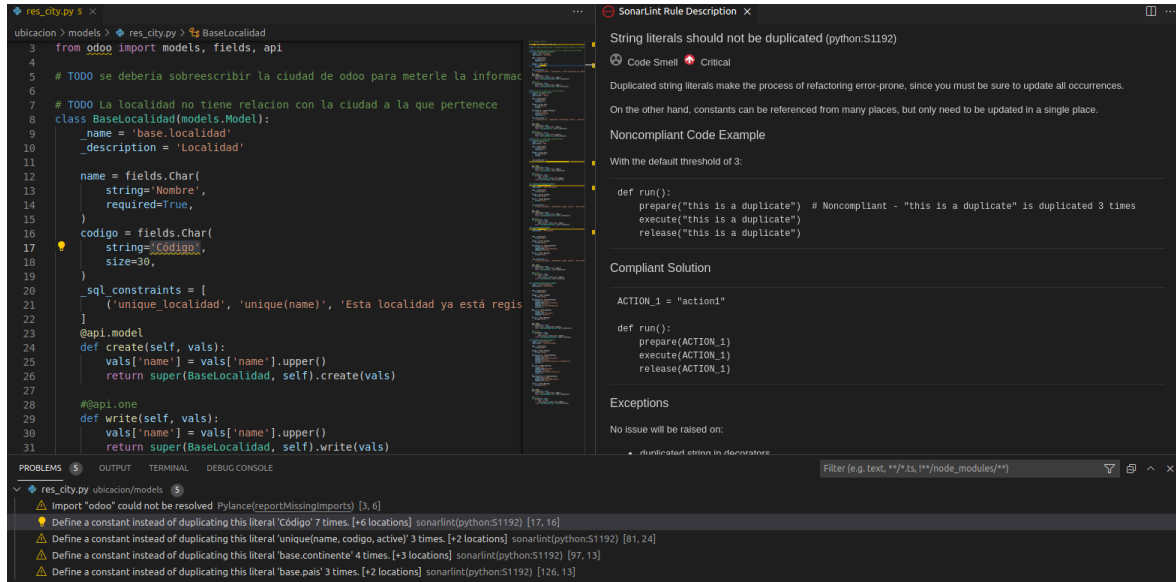 res_city.py 5 ×
ubicacion > models > res_city.py > BaseLocalidad
3 from odoo import models, fields, api
4
5 # TODO se deberia sobreescribir la ciudad de odoo para meterle la informac
6
7 # TODO La localidad no tiene relacion con la ciudad a la que pertenece
8 class BaseLocalidad(models.Model):
9 _name = 'base.localidad'
10 _description = 'Localidad'
11
12 name = fields.Char(
13 string='Nombre',
14 required=True,
15 )
16 codigo = fields.Char(
17 string='Código',
18 size=30,
19 )
20 _sql_constraints = [
21 ('unique_localidad', 'unique(name)', 'Esta localidad ya está regis
22 ]
23 @api.model
24 def create(self, vals):
25 vals['name'] = vals['name'].upper()
26 return super(BaseLocalidad, self).create(vals)
27
28 #@api.one
29 def write(self, vals):
30 vals['name'] = vals['name'].upper()
31 return super(BaseLocalidad, self).write(vals)
SonarLint Rule Description ×
String literals should not be duplicated (python:S1192)
Code Smell Critical
Duplicated string literals make the process of refactoring error-prone, since you must be sure to update all occurrences.
On the other hand, constants can be referenced from many places, but only need to be updated in a single place.
Noncompliant Code Example
With the default threshold of 3:
def run():
prepare("this is a duplicate") # Noncompliant - "this is a duplicate" is duplicated 3 times
execute("this is a duplicate")
release("this is a duplicate")
Compliant Solution
ACTION_1 = "action1"
def run():
prepare(ACTION_1)
execute(ACTION_1)
release(ACTION_1)
Exceptions
No issue will be raised on:
• duplicated string in decorators
PROBLEMS 5 OUTPUT TERMINAL DEBUG CONSOLE
Filter (e.g. text, **/*.ts, !**/node_modules/**)
res_city.py ubicacion/models 5
Import "odoo" could not be resolved Pylance(reportMissingImports) [3, 6]
Define a constant instead of duplicating this literal 'Código' 7 times. [+6 locations] sonarlint(python:S1192) [17, 16]
Define a constant instead of duplicating this literal 'unique(name, codigo, active)' 3 times. [+2 locations] sonarlint(python:S1192) [81, 24]
Define a constant instead of duplicating this literal 'base.continente' 4 times. [+3 locations] sonarlint(python:S1192) [97, 13]
Define a constant instead of duplicating this literal 'base.pais' 3 times. [+2 locations] sonarlint(python:S1192) [126, 13]